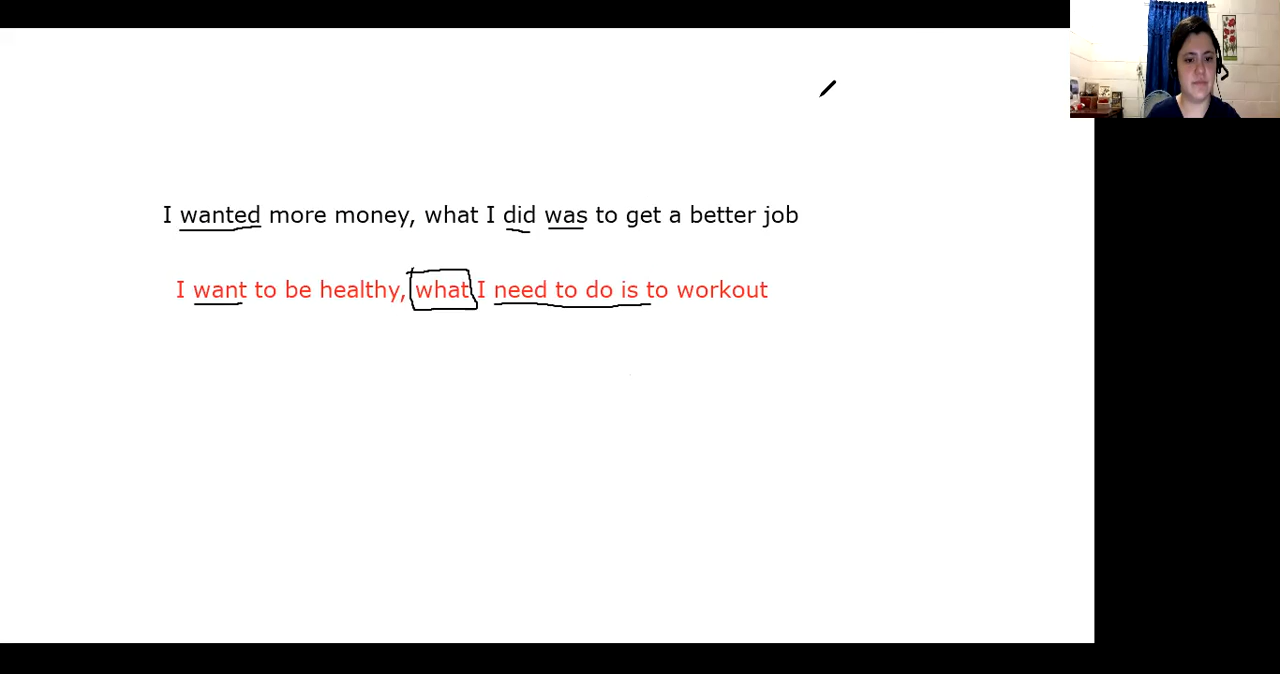 I wanted more money, what I did was to get a better job
I want to be healthy, what I need to do is to workout